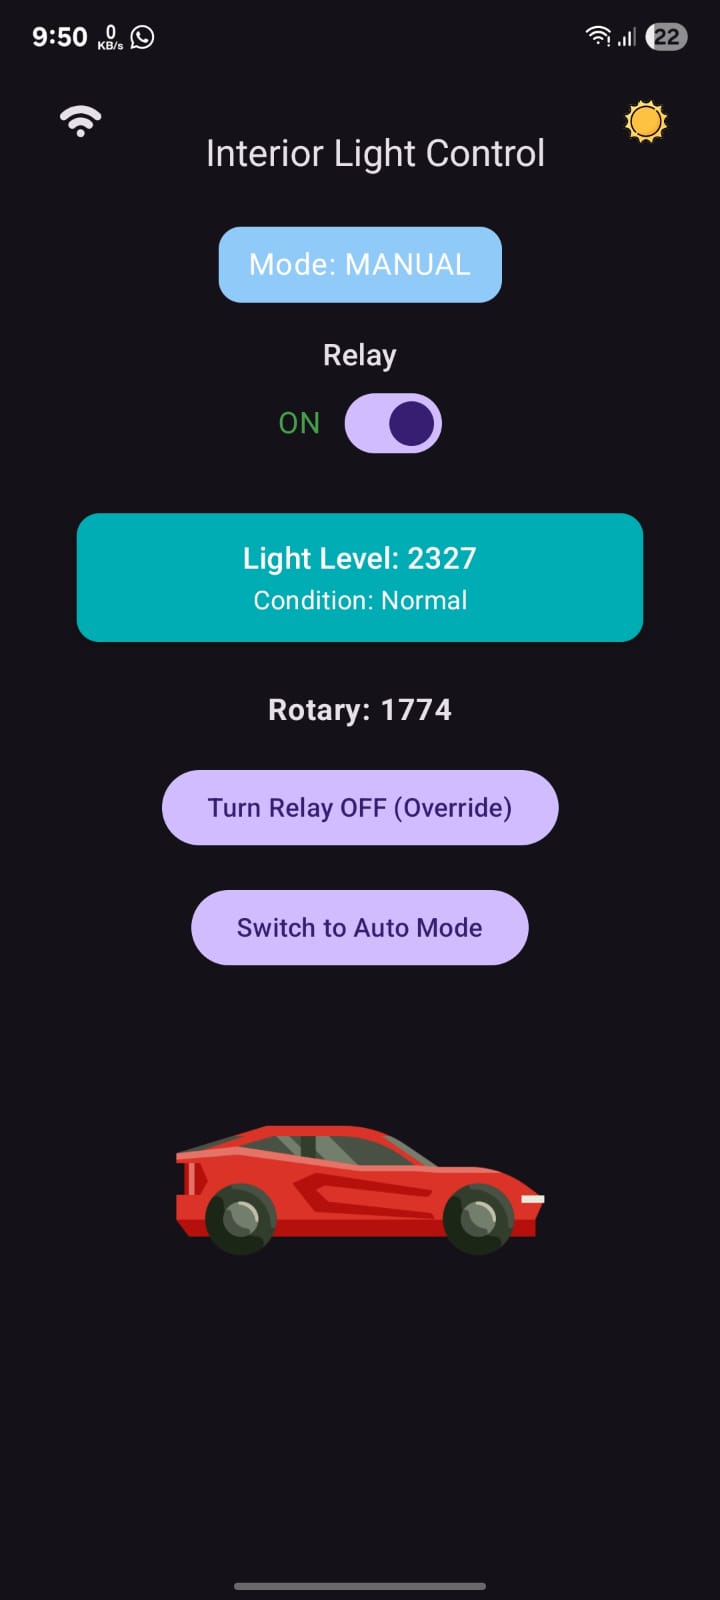 9:50 0 KB/s 22
Interior Light Control
Mode: MANUAL
Relay
ON
Light Level: 2327
Condition: Normal
Rotary: 1774
Turn Relay OFF (Override)
Switch to Auto Mode